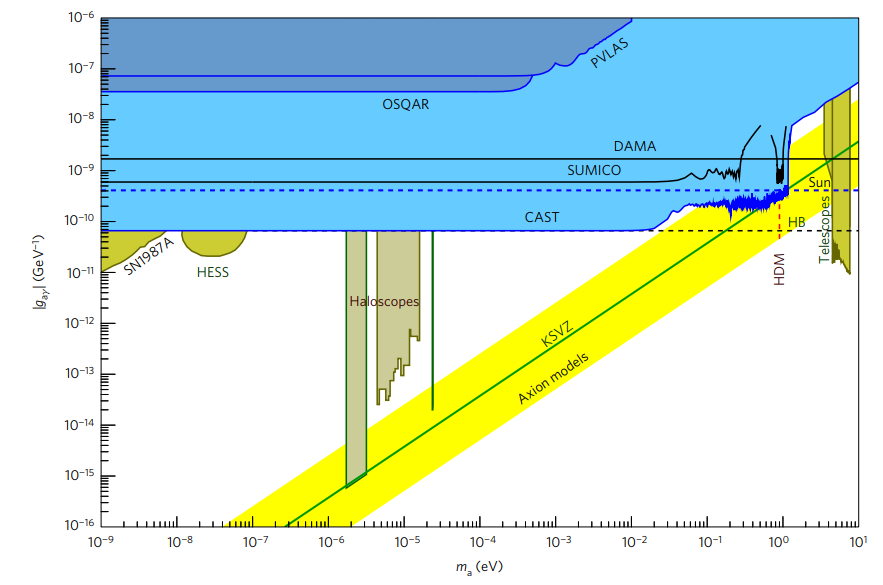 10⁻⁶
10⁻⁷
10⁻⁸
10⁻⁹
10⁻¹⁰
10⁻¹¹
10⁻¹²
10⁻¹³
10⁻¹⁴
10⁻¹⁵
10⁻¹⁶
|gₐᵧ| (GeV⁻¹)
PVLAS
OSQAR
DAMA
SUMICO
Sun
CAST
HB
Telescopes
SN1987A
HESS
HDM
Haloscopes
KSVZ
Axion models
10⁻⁹ 10⁻⁸ 10⁻⁷ 10⁻⁶ 10⁻⁵ 10⁻⁴ 10⁻³ 10⁻² 10⁻¹ 10⁰ 10¹
mₐ (eV)